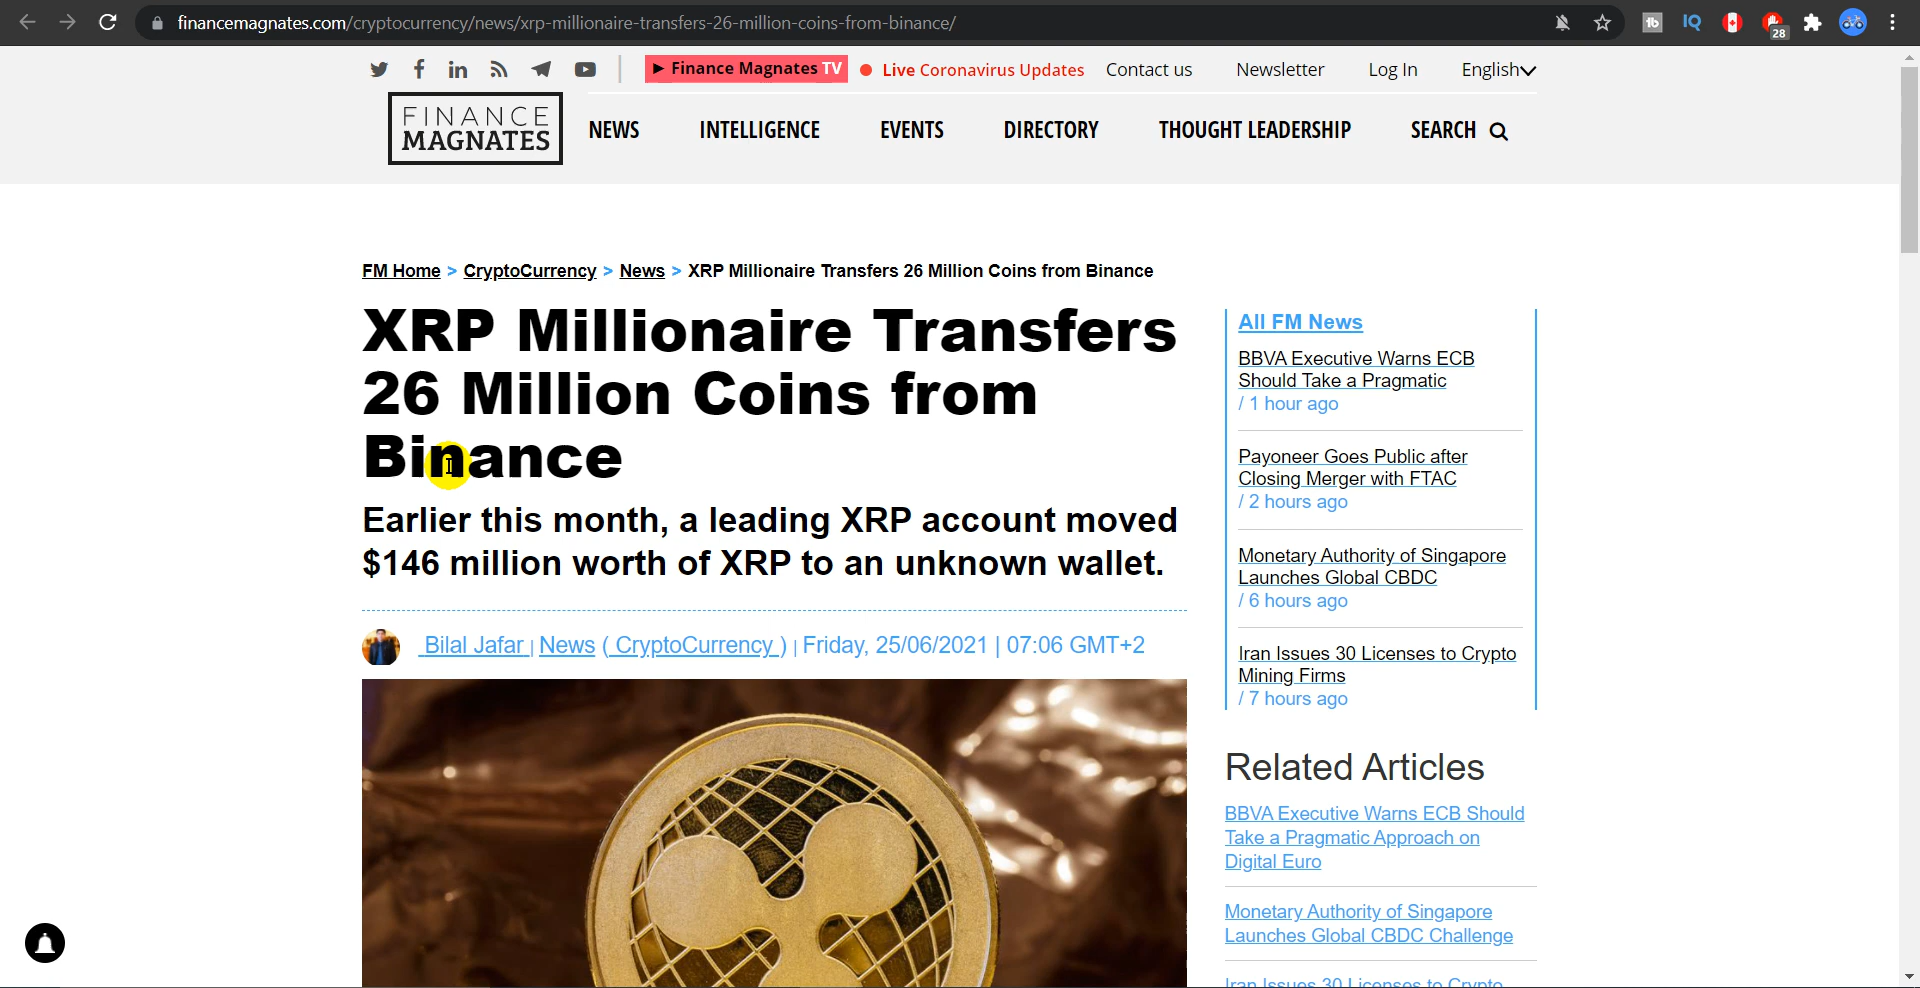 financemagnates.com/cryptocurrency/news/xrp-millionaire-transfers-26-million-coins-from-binance/
28
Finance Magnates TV
Live Coronavirus Updates
Contact us
Newsletter
Log In
English
FINANCE
MAGNATES
NEWS
INTELLIGENCE
EVENTS
DIRECTORY
THOUGHT LEADERSHIP
SEARCH
FM Home > CryptoCurrency > News > XRP Millionaire Transfers 26 Million Coins from Binance
XRP Millionaire Transfers
26 Million Coins from
Binance
Earlier this month, a leading XRP account moved
$146 million worth of XRP to an unknown wallet.
Bilal Jafar | News ( CryptoCurrency ) | Friday, 25/06/2021 | 07:06 GMT+2
All FM News
BBVA Executive Warns ECB
Should Take a Pragmatic
/ 1 hour ago
Payoneer Goes Public after
Closing Merger with FTAC
/ 2 hours ago
Monetary Authority of Singapore
Launches Global CBDC
/ 6 hours ago
Iran Issues 30 Licenses to Crypto
Mining Firms
/ 7 hours ago
Related Articles
BBVA Executive Warns ECB Should
Take a Pragmatic Approach on
Digital Euro
Monetary Authority of Singapore
Launches Global CBDC Challenge
Iran Issues 30 Licenses to Crypto